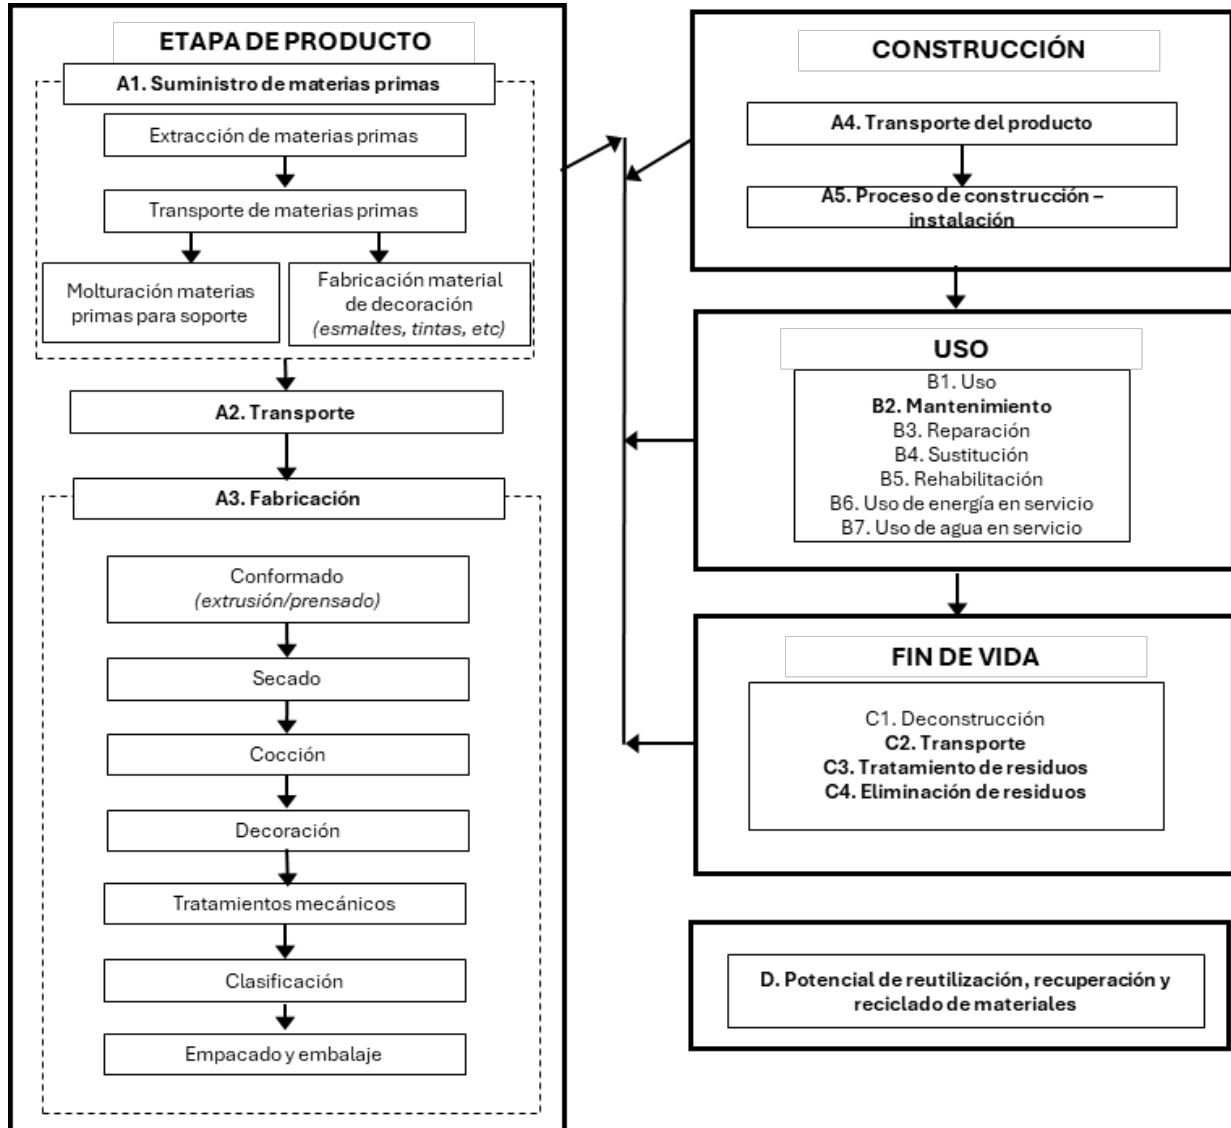 ETAPA DE PRODUCTO
A1. Suministro de materias primas
Extracción de materias primas
Transporte de materias primas
Molturación materias
primas para soporte
Fabricación material
de decoración
(esmaltes, tintas, etc)
A2. Transporte
A3. Fabricación
Conformado
(extrusión/prensado)
Secado
Cocción
Decoración
Tratamientos mecánicos
Clasificación
Empacado y embalaje
CONSTRUCCIÓN
A4. Transporte del producto
A5. Proceso de construcción –
instalación
USO
B1. Uso
B2. Mantenimiento
B3. Reparación
B4. Sustitución
B5. Rehabilitación
B6. Uso de energía en servicio
B7. Uso de agua en servicio
FIN DE VIDA
C1. Deconstrucción
C2. Transporte
C3. Tratamiento de residuos
C4. Eliminación de residuos
D. Potencial de reutilización, recuperación y
reciclado de materiales